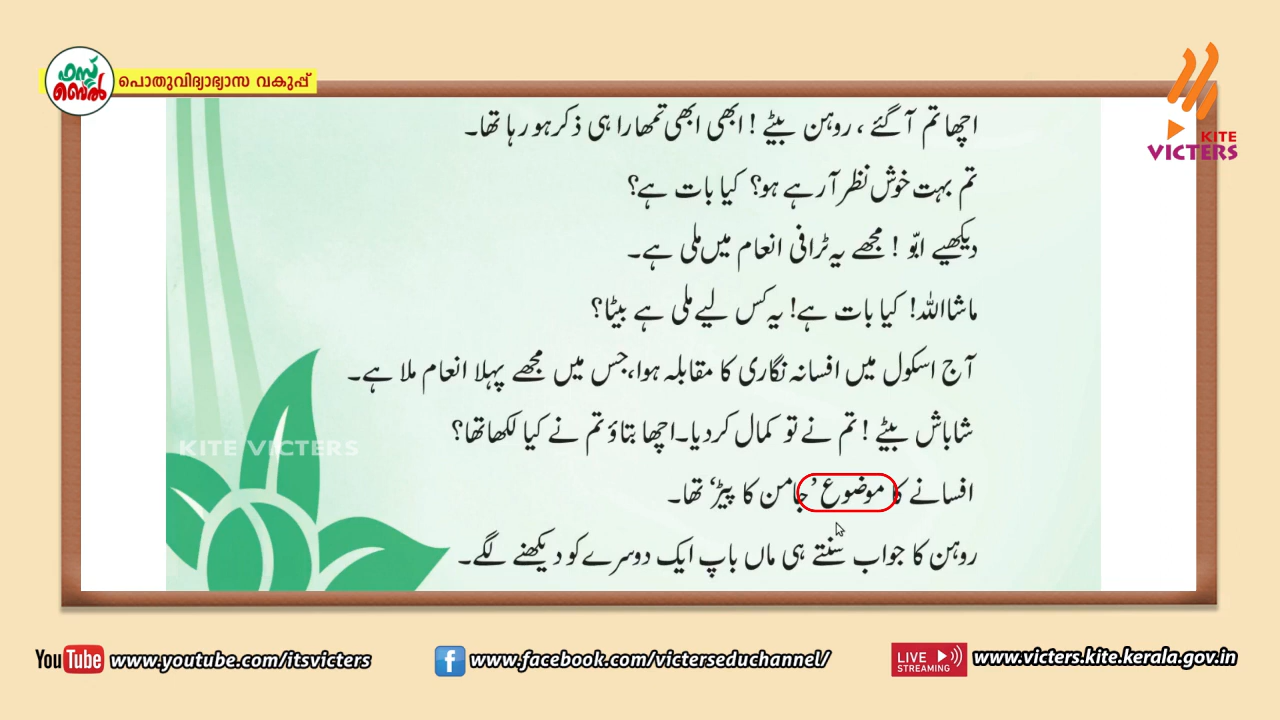 ഫസ്റ്റ്
ബെൽ
പൊതുവിദ്യാഭ്യാസ വകുപ്പ്
KITE
VICTERS
اچھا تم آ گئے ، روہن بیٹے ! ابھی ابھی تمھارا ہی ذکر ہو رہا تھا۔
تم بہت خوش نظر آ رہے ہو؟ کیا بات ہے؟
دیکھیے ابّو ! مجھے یہ ٹرافی انعام میں ملی ہے۔
ماشااللہ! کیا بات ہے! یہ کس لیے ملی ہے بیٹا؟
آج اسکول میں افسانہ نگاری کا مقابلہ ہوا،جس میں مجھے پہلا انعام ملا ہے۔
شاباش بیٹے ! تم نے تو کمال کر دیا۔اچھا بتاؤ تم نے کیا لکھا تھا؟
افسانے کا موضوع ’جامن کا پیڑ‘ تھا۔
روہن کا جواب سُنتے ہی ماں باپ ایک دوسرے کو دیکھنے لگے۔
KITE VICTERS
YouTube www.youtube.com/itsvicters
f www.facebook.com/victerseduchannel/
LIVE STREAMING www.victers.kite.kerala.gov.in